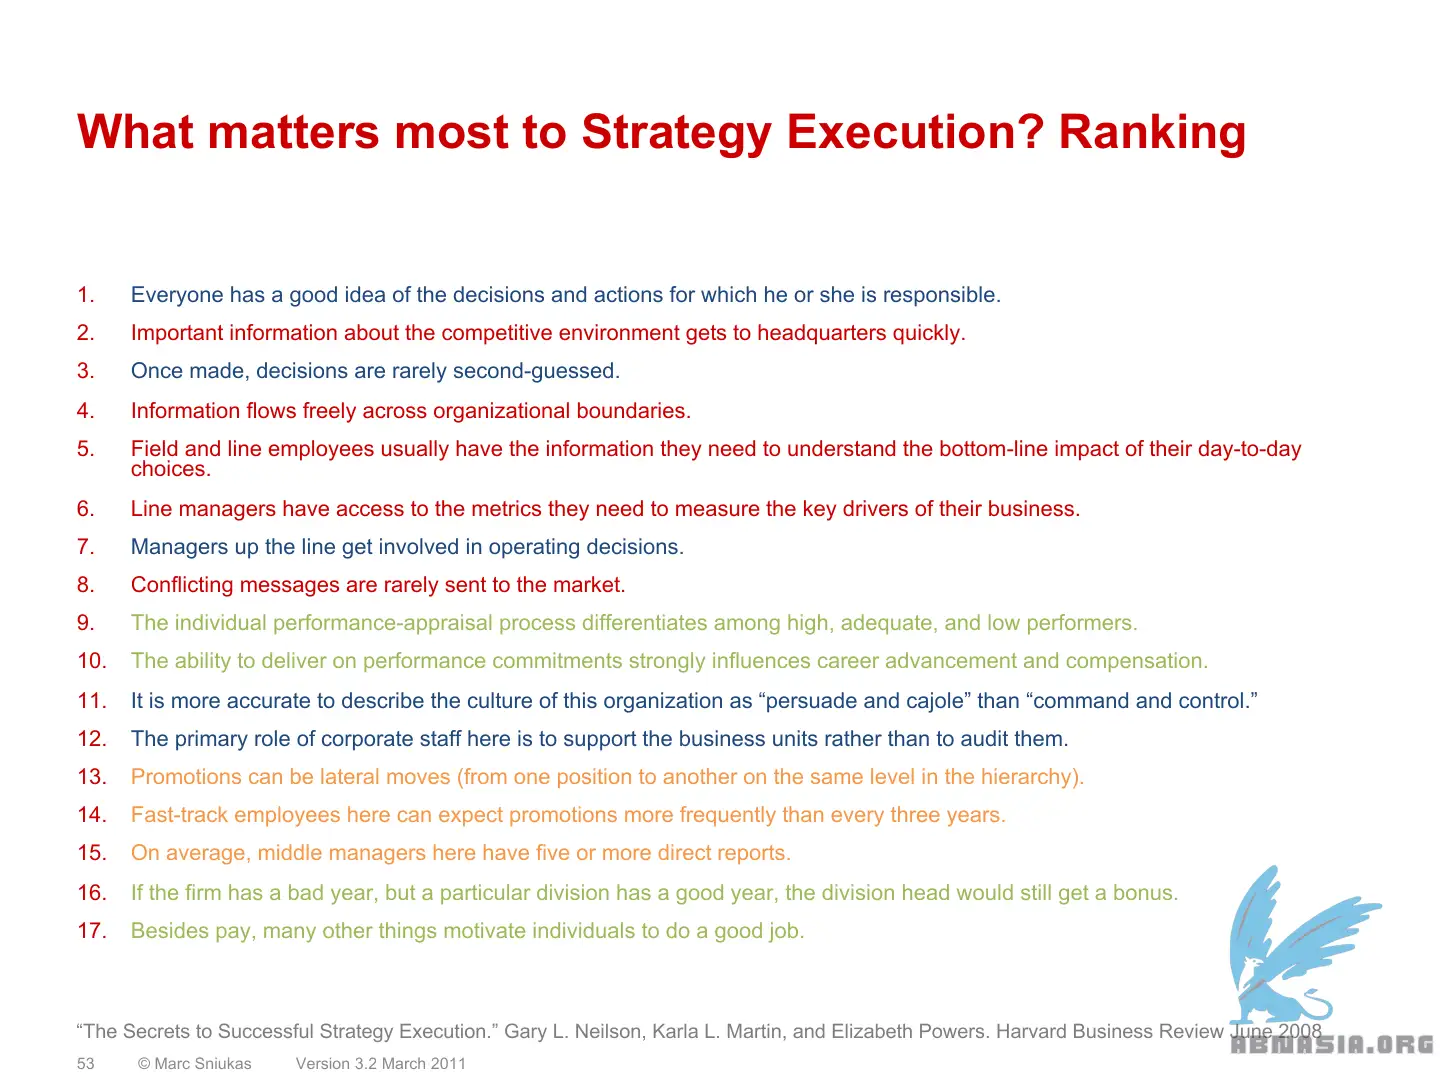 What matters most to Strategy Execution? Ranking
1. Everyone has a good idea of the decisions and actions for which he or she is responsible.
2. Important information about the competitive environment gets to headquarters quickly.
3. Once made, decisions are rarely second-guessed.
4. Information flows freely across organizational boundaries.
5. Field and line employees usually have the information they need to understand the bottom-line impact of their day-to-day
choices.
6. Line managers have access to the metrics they need to measure the key drivers of their business.
7. Managers up the line get involved in operating decisions.
8. Conflicting messages are rarely sent to the market.
9. The individual performance-appraisal process differentiates among high, adequate, and low performers.
10. The ability to deliver on performance commitments strongly influences career advancement and compensation.
11. It is more accurate to describe the culture of this organization as “persuade and cajole” than “command and control.”
12. The primary role of corporate staff here is to support the business units rather than to audit them.
13. Promotions can be lateral moves (from one position to another on the same level in the hierarchy).
14. Fast-track employees here can expect promotions more frequently than every three years.
15. On average, middle managers here have five or more direct reports.
16. If the firm has a bad year, but a particular division has a good year, the division head would still get a bonus.
17. Besides pay, many other things motivate individuals to do a good job.
“The Secrets to Successful Strategy Execution.” Gary L. Neilson, Karla L. Martin, and Elizabeth Powers. Harvard Business Review June 2008
ABNASIA.ORG
53 © Marc Sniukas Version 3.2 March 2011